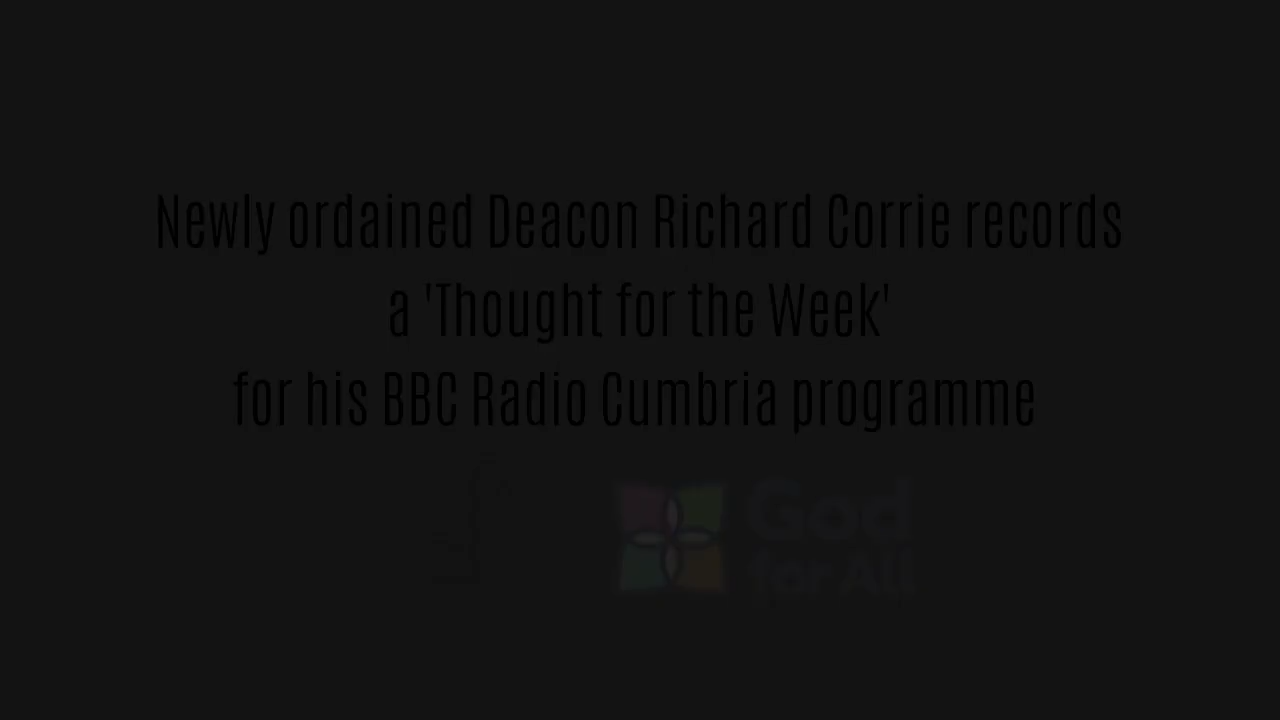 Newly ordained Deacon Richard Corrie records
a 'Thought for the Week'
for his BBC Radio Cumbria programme
God
for All